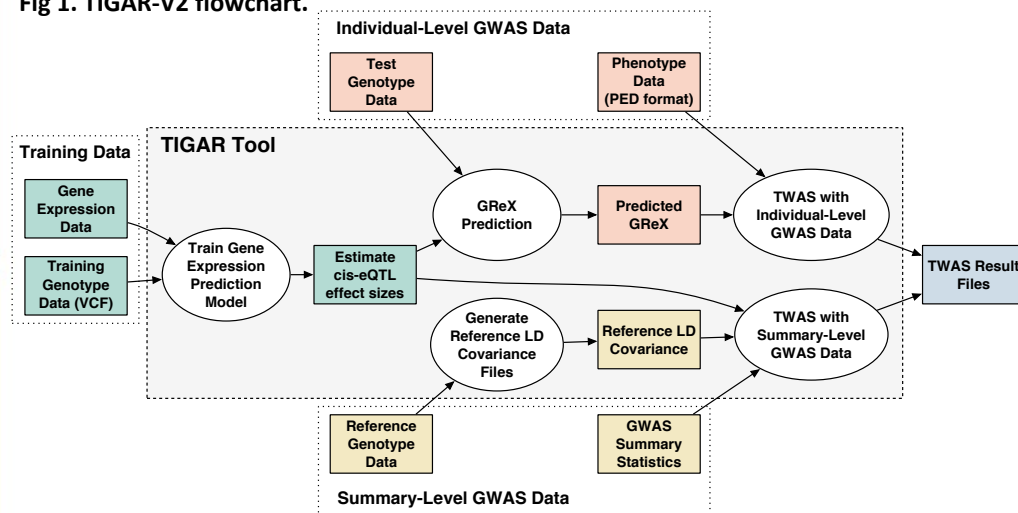 Fig 1. TIGAR-V2 flowchart.
Individual-Level GWAS Data
Test
Genotype
Data
Phenotype
Data
(PED format)
Training Data
TIGAR Tool
Gene
Expression
Data
Training
Genotype
Data (VCF)
Train Gene
Expression
Prediction
Model
Estimate
cis-eQTL
effect sizes
GReX
Prediction
Predicted
GReX
TWAS with
Individual-Level
GWAS Data
TWAS Result
Files
Generate
Reference LD
Covariance
Files
Reference LD
Covariance
TWAS with
Summary-Level
GWAS Data
Reference
Genotype
Data
GWAS
Summary
Statistics
Summary-Level GWAS Data